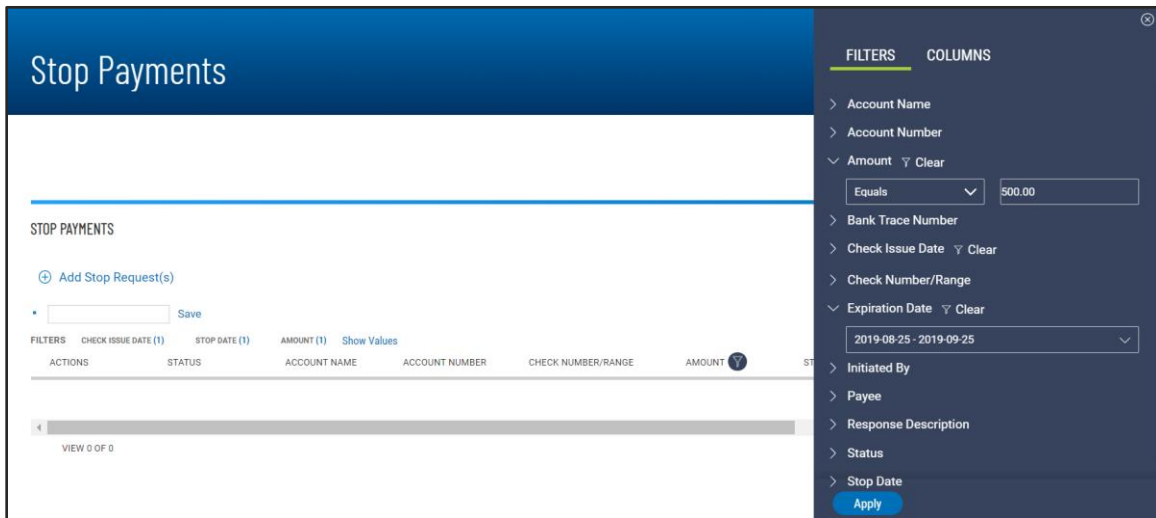 Stop Payments
STOP PAYMENTS
Add Stop Request(s)
Save
FILTERS CHECK ISSUE DATE (1) STOP DATE (1) AMOUNT (1) Show Values
ACTIONS STATUS ACCOUNT NAME ACCOUNT NUMBER CHECK NUMBER/RANGE AMOUNT ST
VIEW 0 OF 0
FILTERS COLUMNS
Account Name
Account Number
Amount Clear
Equals 500.00
Bank Trace Number
Check Issue Date Clear
Check Number/Range
Expiration Date Clear
2019-08-25 - 2019-09-25
Initiated By
Payee
Response Description
Status
Stop Date
Apply